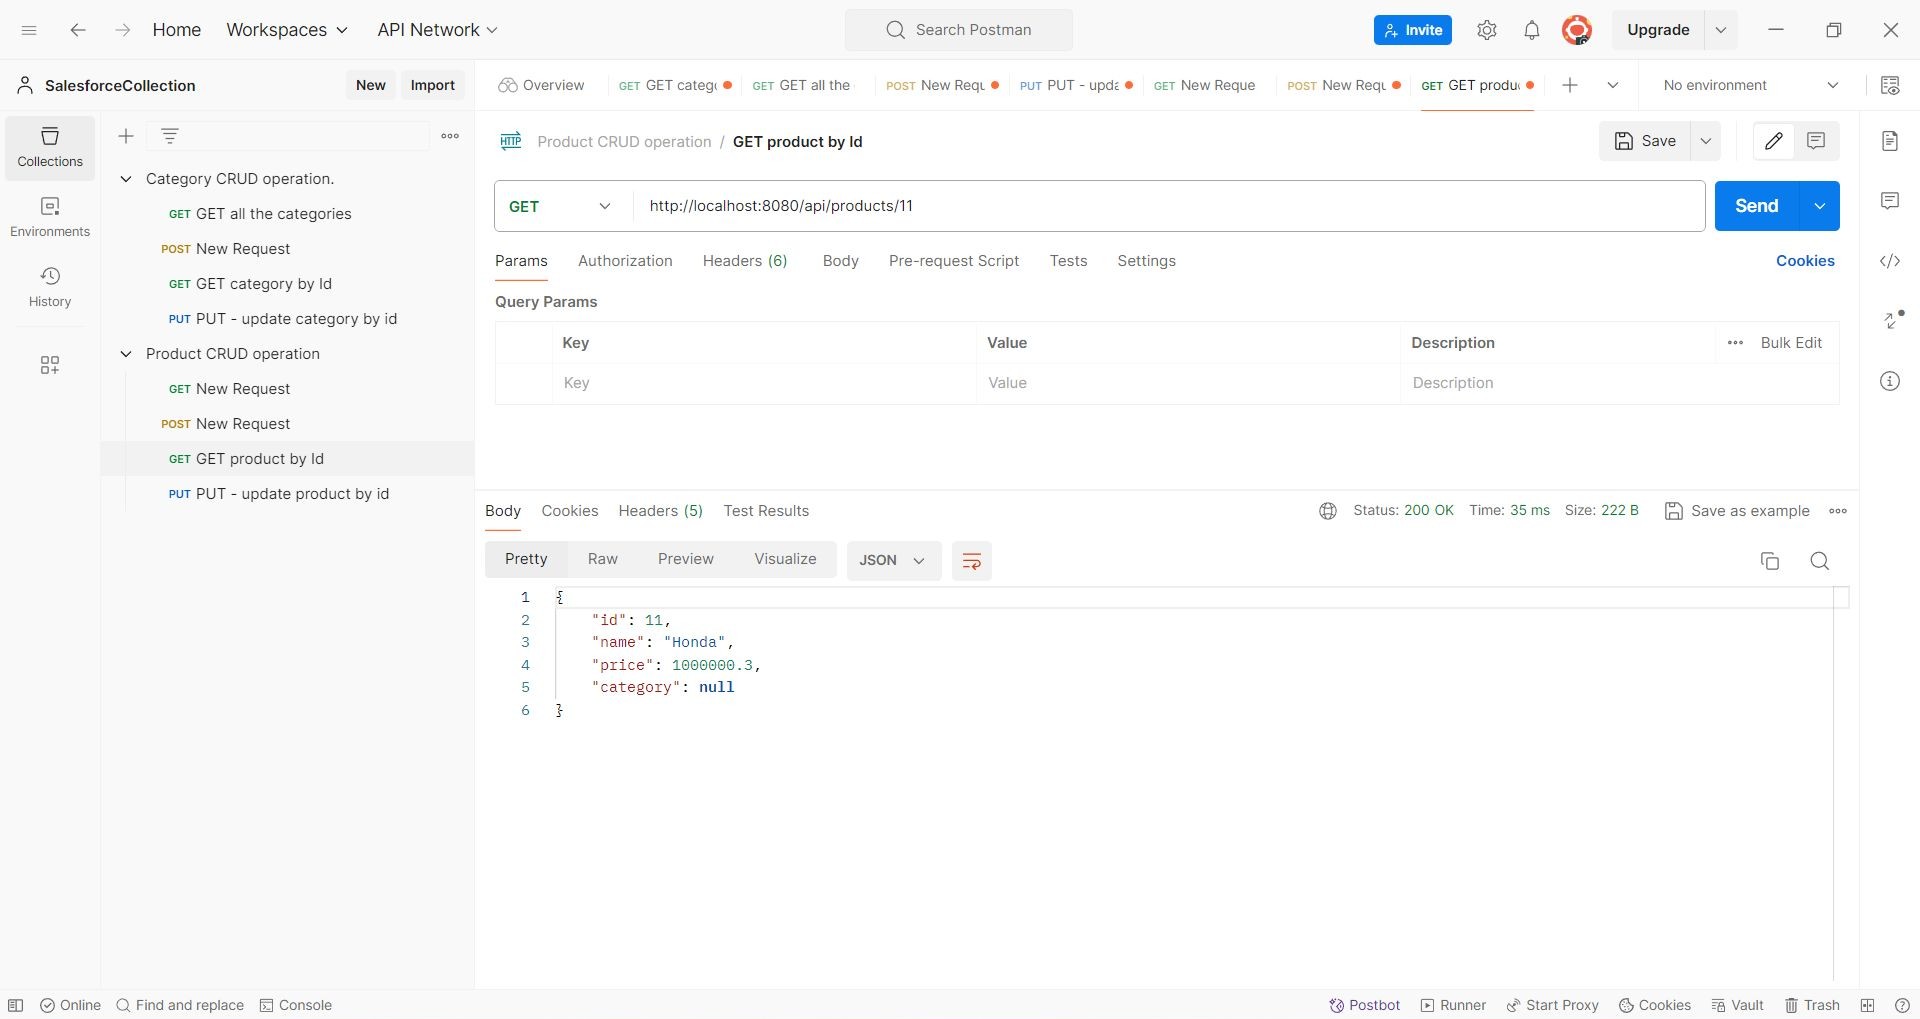 Home Workspaces API Network Search Postman Invite Upgrade
SalesforceCollection New Import Overview GET GET catego GET GET all the POST New Requ PUT PUT - upda GET New Reque POST New Requ GET GET produc No environment
HTTP Product CRUD operation / GET product by Id Save
Collections
Environments
History
Category CRUD operation.
GET GET all the categories
POST New Request
GET GET category by Id
PUT PUT - update category by id
Product CRUD operation
GET New Request
POST New Request
GET GET product by Id
PUT PUT - update product by id
GET http://localhost:8080/api/products/11 Send
Params Authorization Headers (6) Body Pre-request Script Tests Settings Cookies
Query Params
Key Value Description Bulk Edit
Key Value Description
Body Cookies Headers (5) Test Results Status: 200 OK Time: 35 ms Size: 222 B Save as example
Pretty Raw Preview Visualize JSON
1 {
2 "id": 11,
3 "name": "Honda",
4 "price": 1000000.3,
5 "category": null
6 }
Online Find and replace Console Postbot Runner Start Proxy Cookies Vault Trash